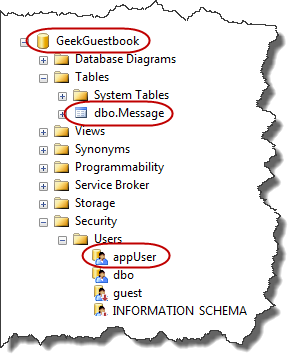 GeekGuestbook
Database Diagrams
Tables
System Tables
dbo.Message
Views
Synonyms
Programmability
Service Broker
Storage
Security
Users
appUser
dbo
guest
INFORMATION SCHEMA